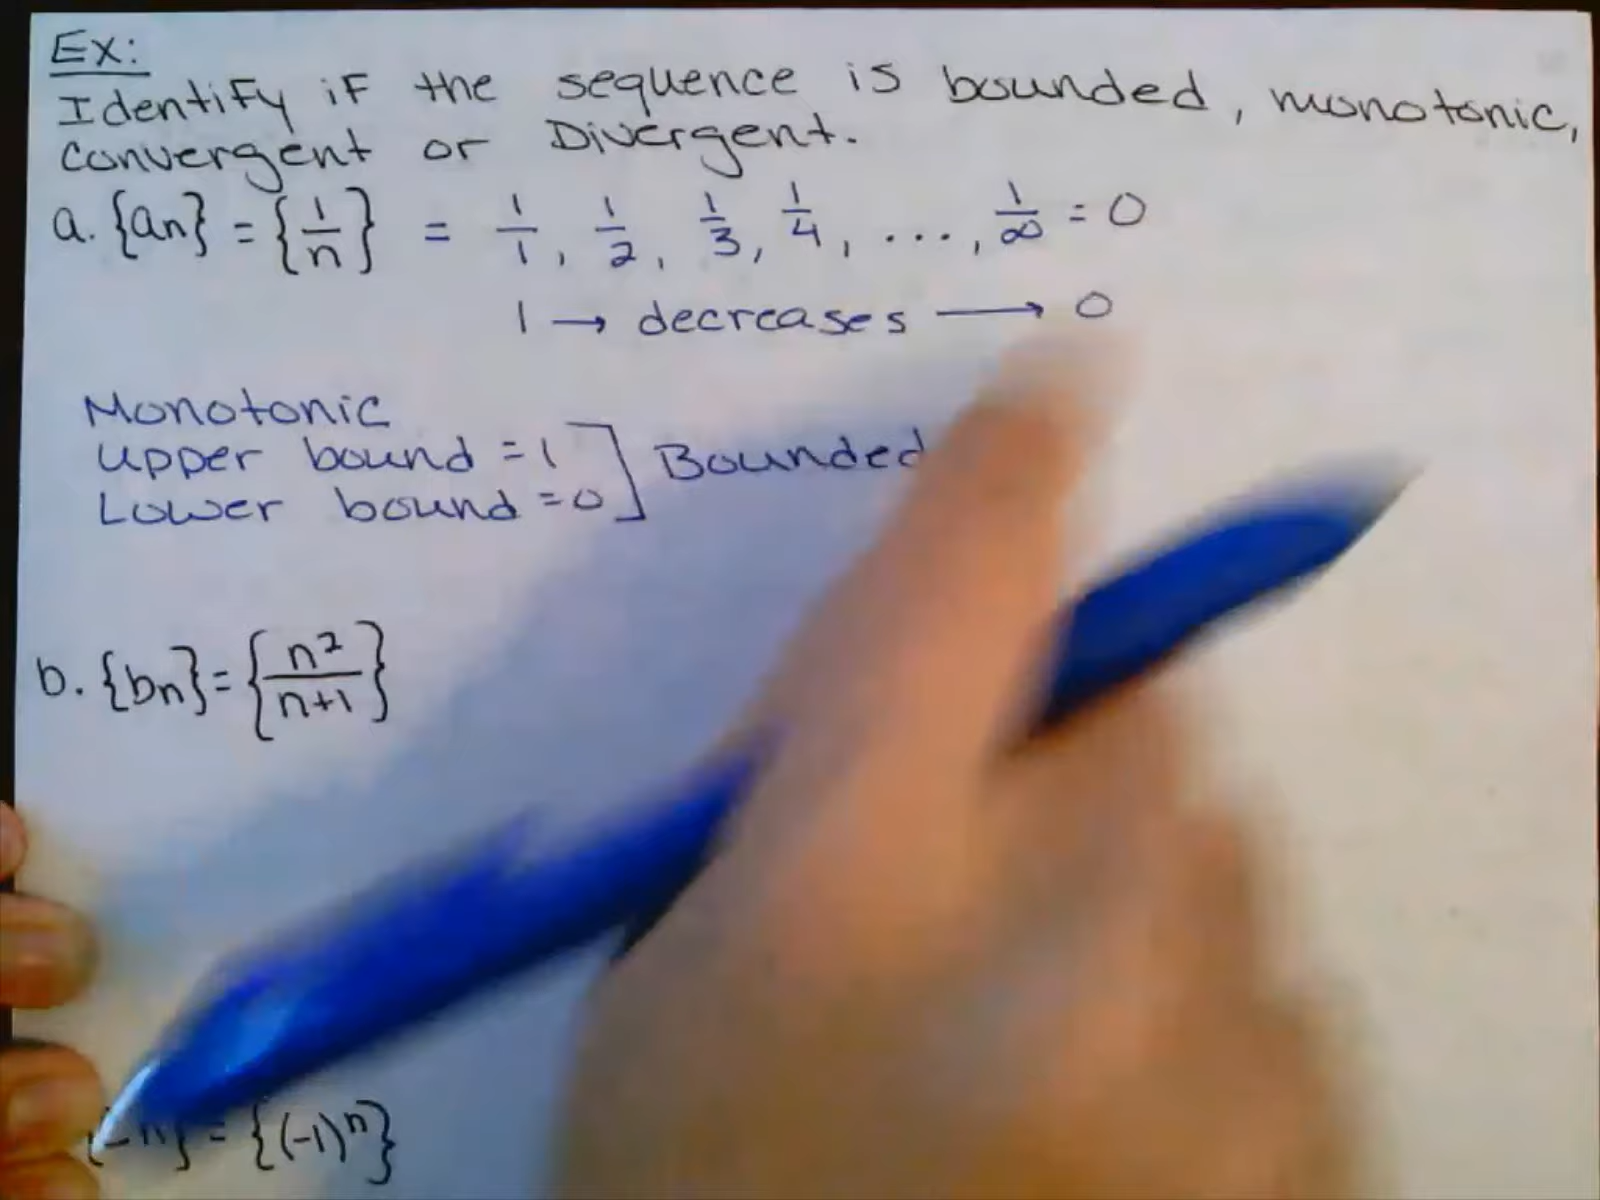 Ex:
Identify if the sequence is bounded, monotonic,
convergent or Divergent.
a. {an} = {1/n} = 1/1, 1/2, 1/3, 1/4, ..., 1/∞ = 0
1 → decreases → 0
Monotonic
Upper bound = 1 ] Bounded
Lower bound = 0
b. {bn} = {n²/n+1}
n} = {(-1)ⁿ}